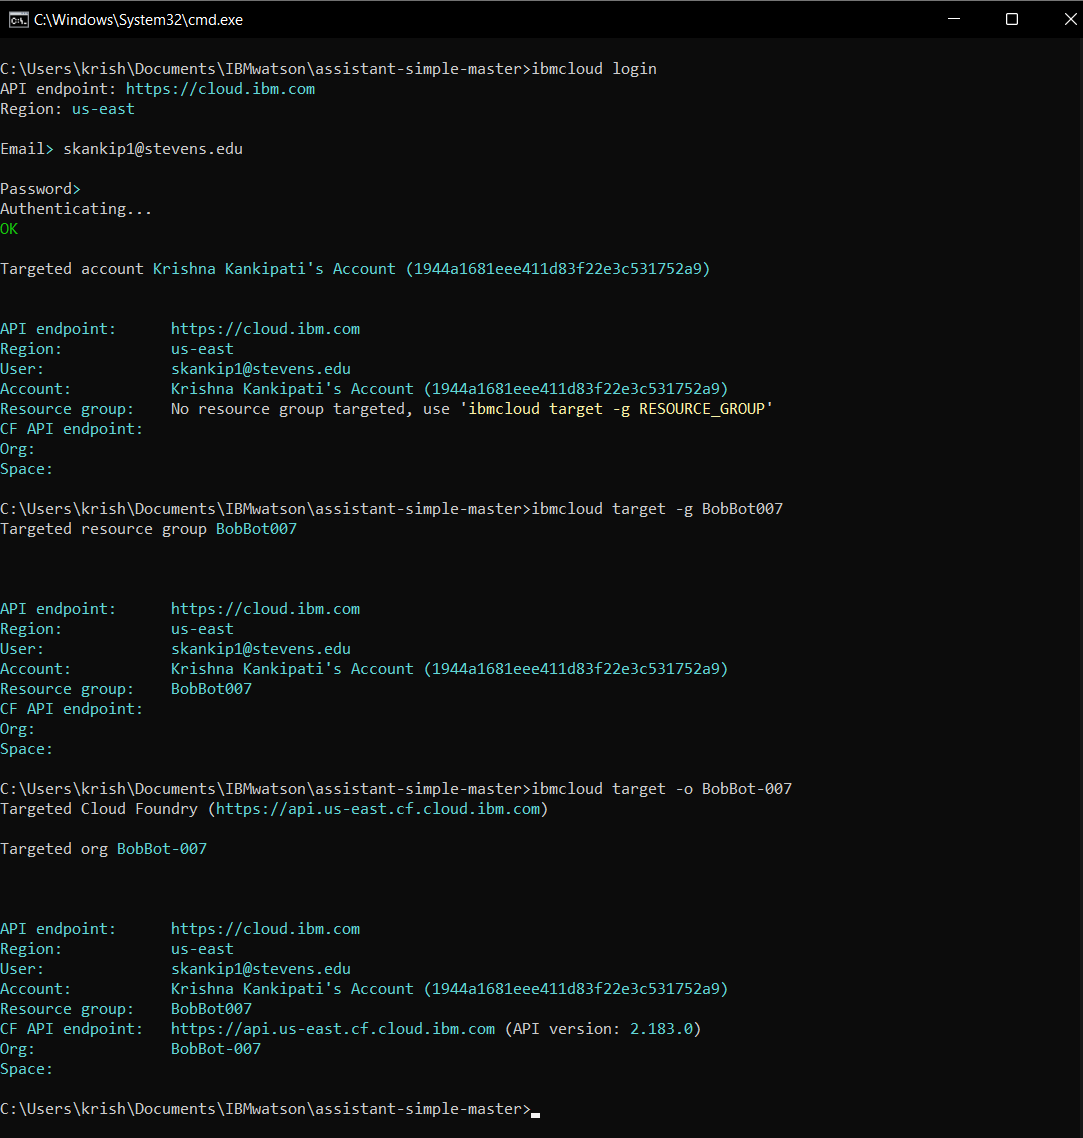 C:\Windows\System32\cmd.exe
C:\Users\krish\Documents\IBMwatson\assistant-simple-master>ibmcloud login
API endpoint: https://cloud.ibm.com
Region: us-east
Email> skankip1@stevens.edu
Password>
Authenticating...
OK
Targeted account Krishna Kankipati's Account (1944a1681eee411d83f22e3c531752a9)
API endpoint:      https://cloud.ibm.com
Region:            us-east
User:              skankip1@stevens.edu
Account:           Krishna Kankipati's Account (1944a1681eee411d83f22e3c531752a9)
Resource group:    No resource group targeted, use 'ibmcloud target -g RESOURCE_GROUP'
CF API endpoint:
Org:
Space:
C:\Users\krish\Documents\IBMwatson\assistant-simple-master>ibmcloud target -g BobBot007
Targeted resource group BobBot007
API endpoint:      https://cloud.ibm.com
Region:            us-east
User:              skankip1@stevens.edu
Account:           Krishna Kankipati's Account (1944a1681eee411d83f22e3c531752a9)
Resource group:    BobBot007
CF API endpoint:
Org:
Space:
C:\Users\krish\Documents\IBMwatson\assistant-simple-master>ibmcloud target -o BobBot-007
Targeted Cloud Foundry (https://api.us-east.cf.cloud.ibm.com)
Targeted org BobBot-007
API endpoint:      https://cloud.ibm.com
Region:            us-east
User:              skankip1@stevens.edu
Account:           Krishna Kankipati's Account (1944a1681eee411d83f22e3c531752a9)
Resource group:    BobBot007
CF API endpoint:   https://api.us-east.cf.cloud.ibm.com (API version: 2.183.0)
Org:               BobBot-007
Space:
C:\Users\krish\Documents\IBMwatson\assistant-simple-master>